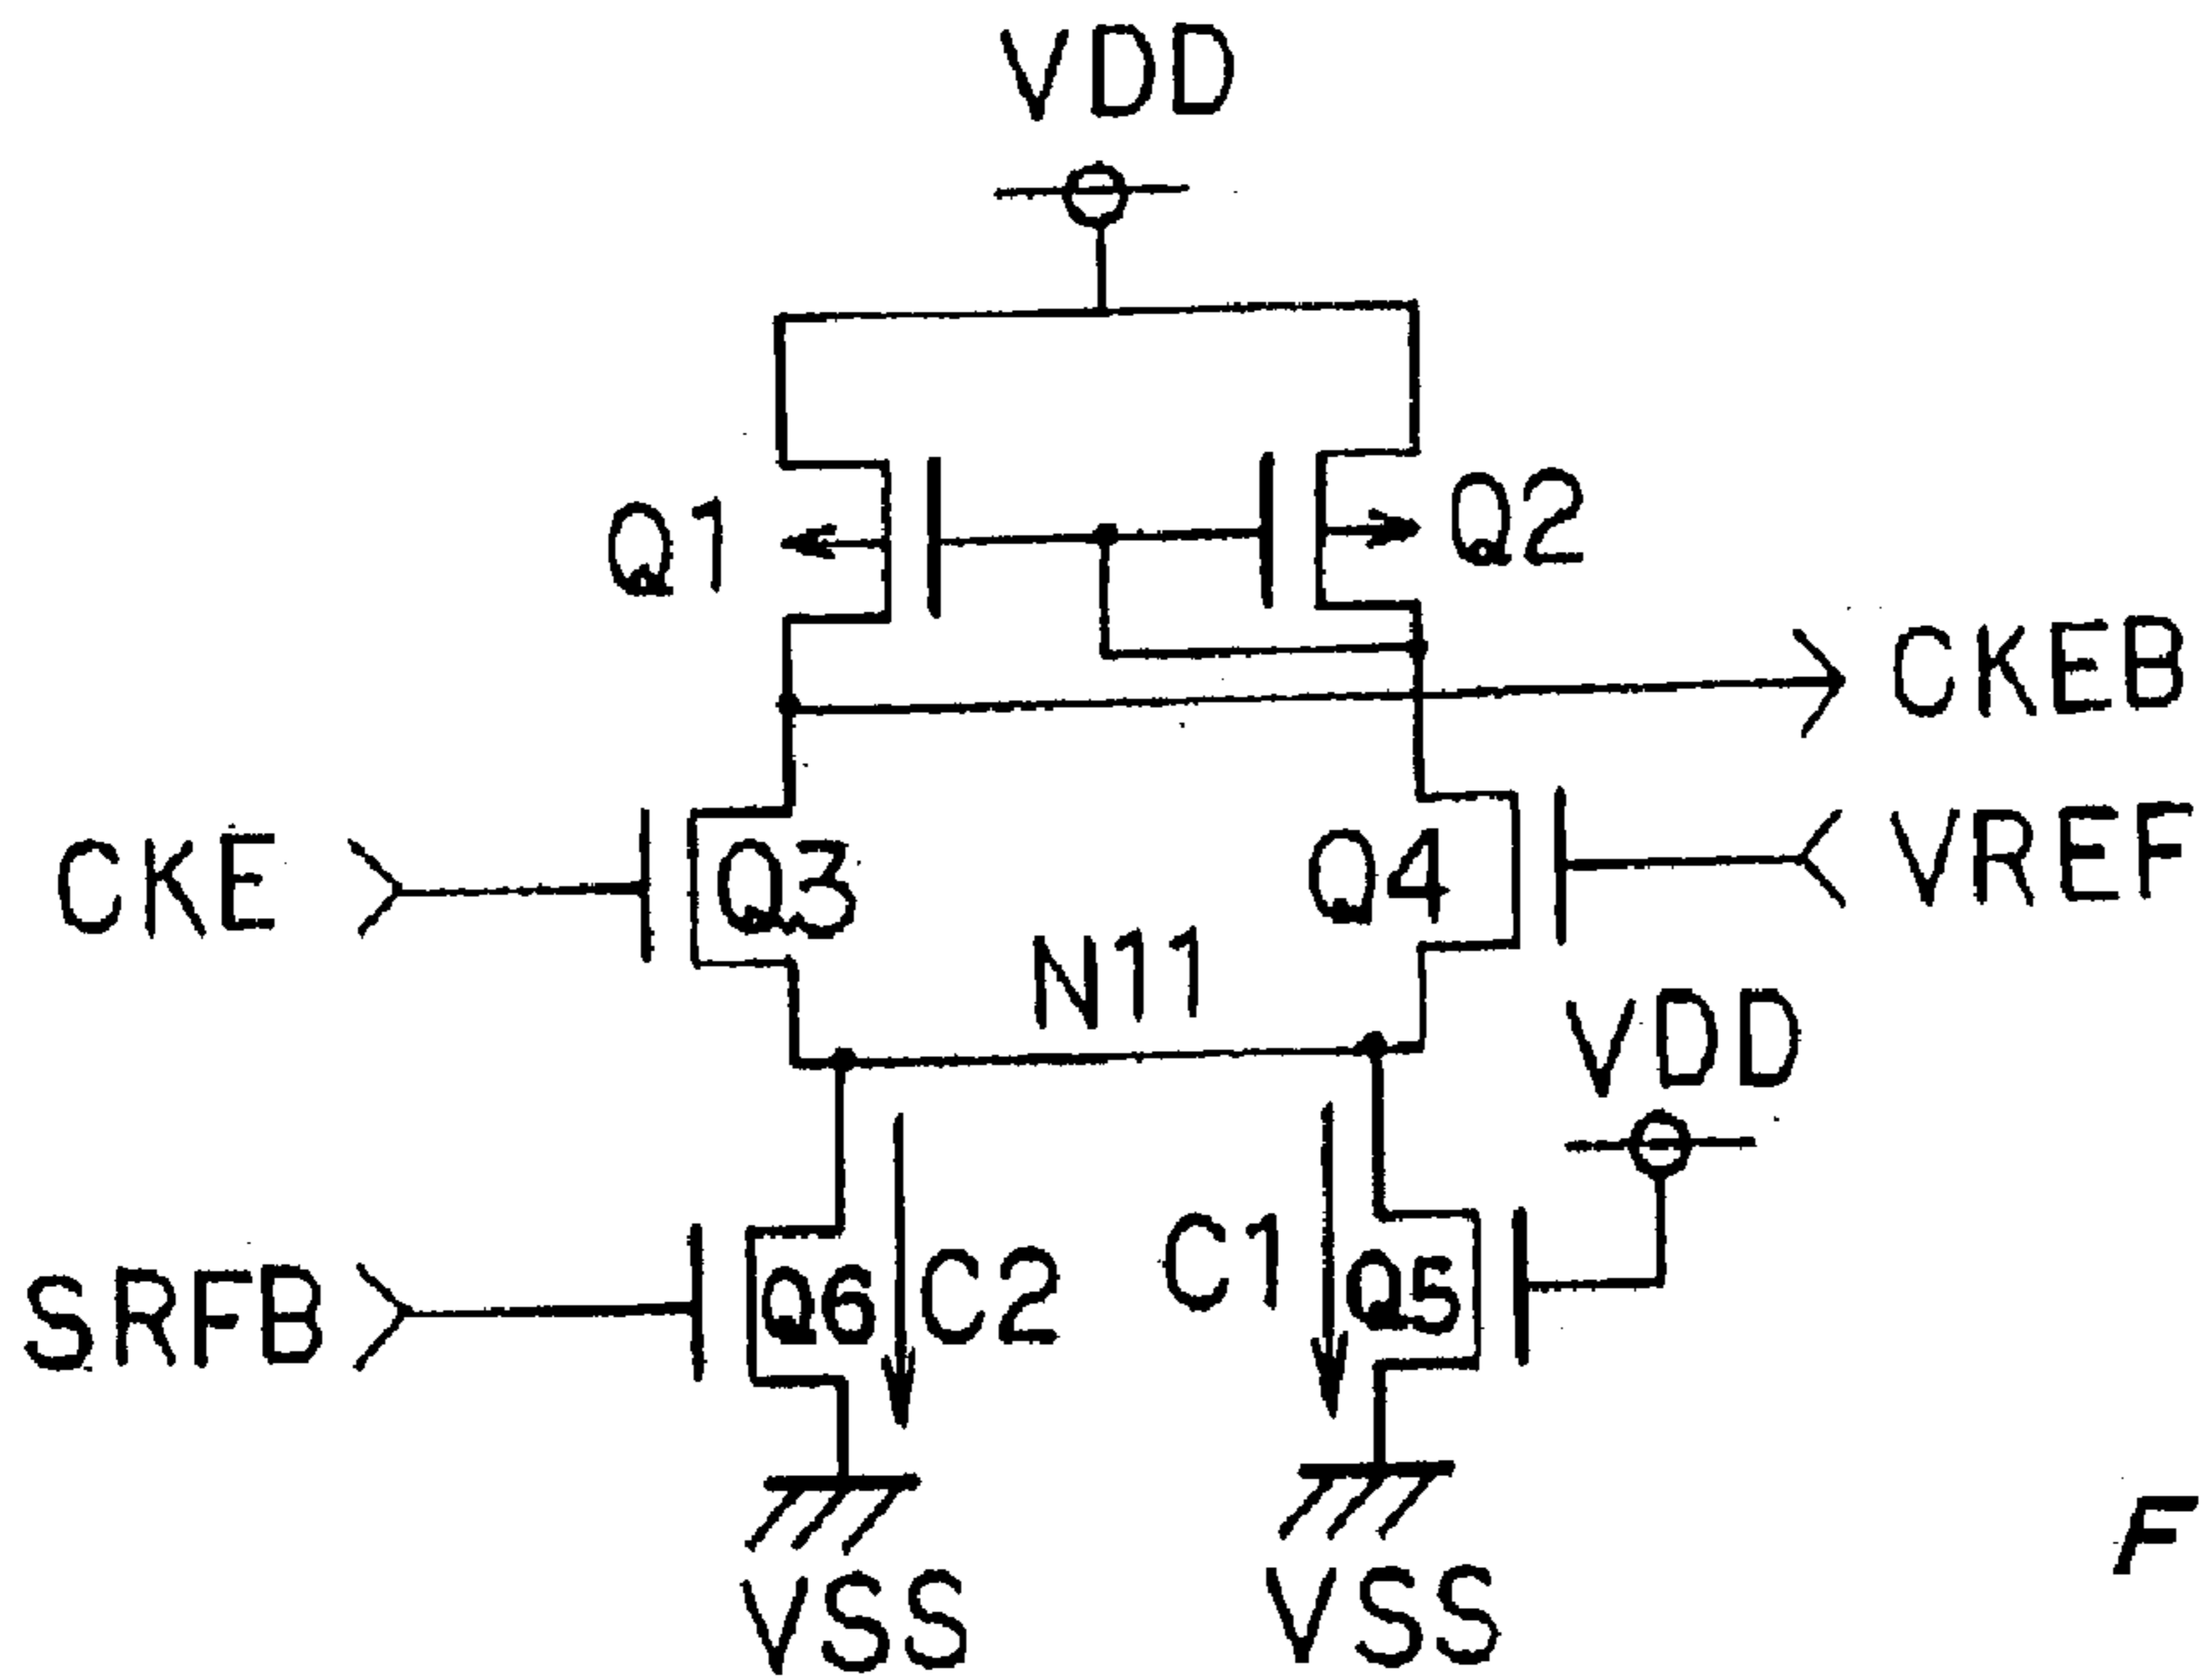 VDD
Q1
Q2
CKEB
CKE
Q3
Q4
VREF
N11
VDD
SRFB
Q6
C2
C1
Q5
VSS
VSS
F